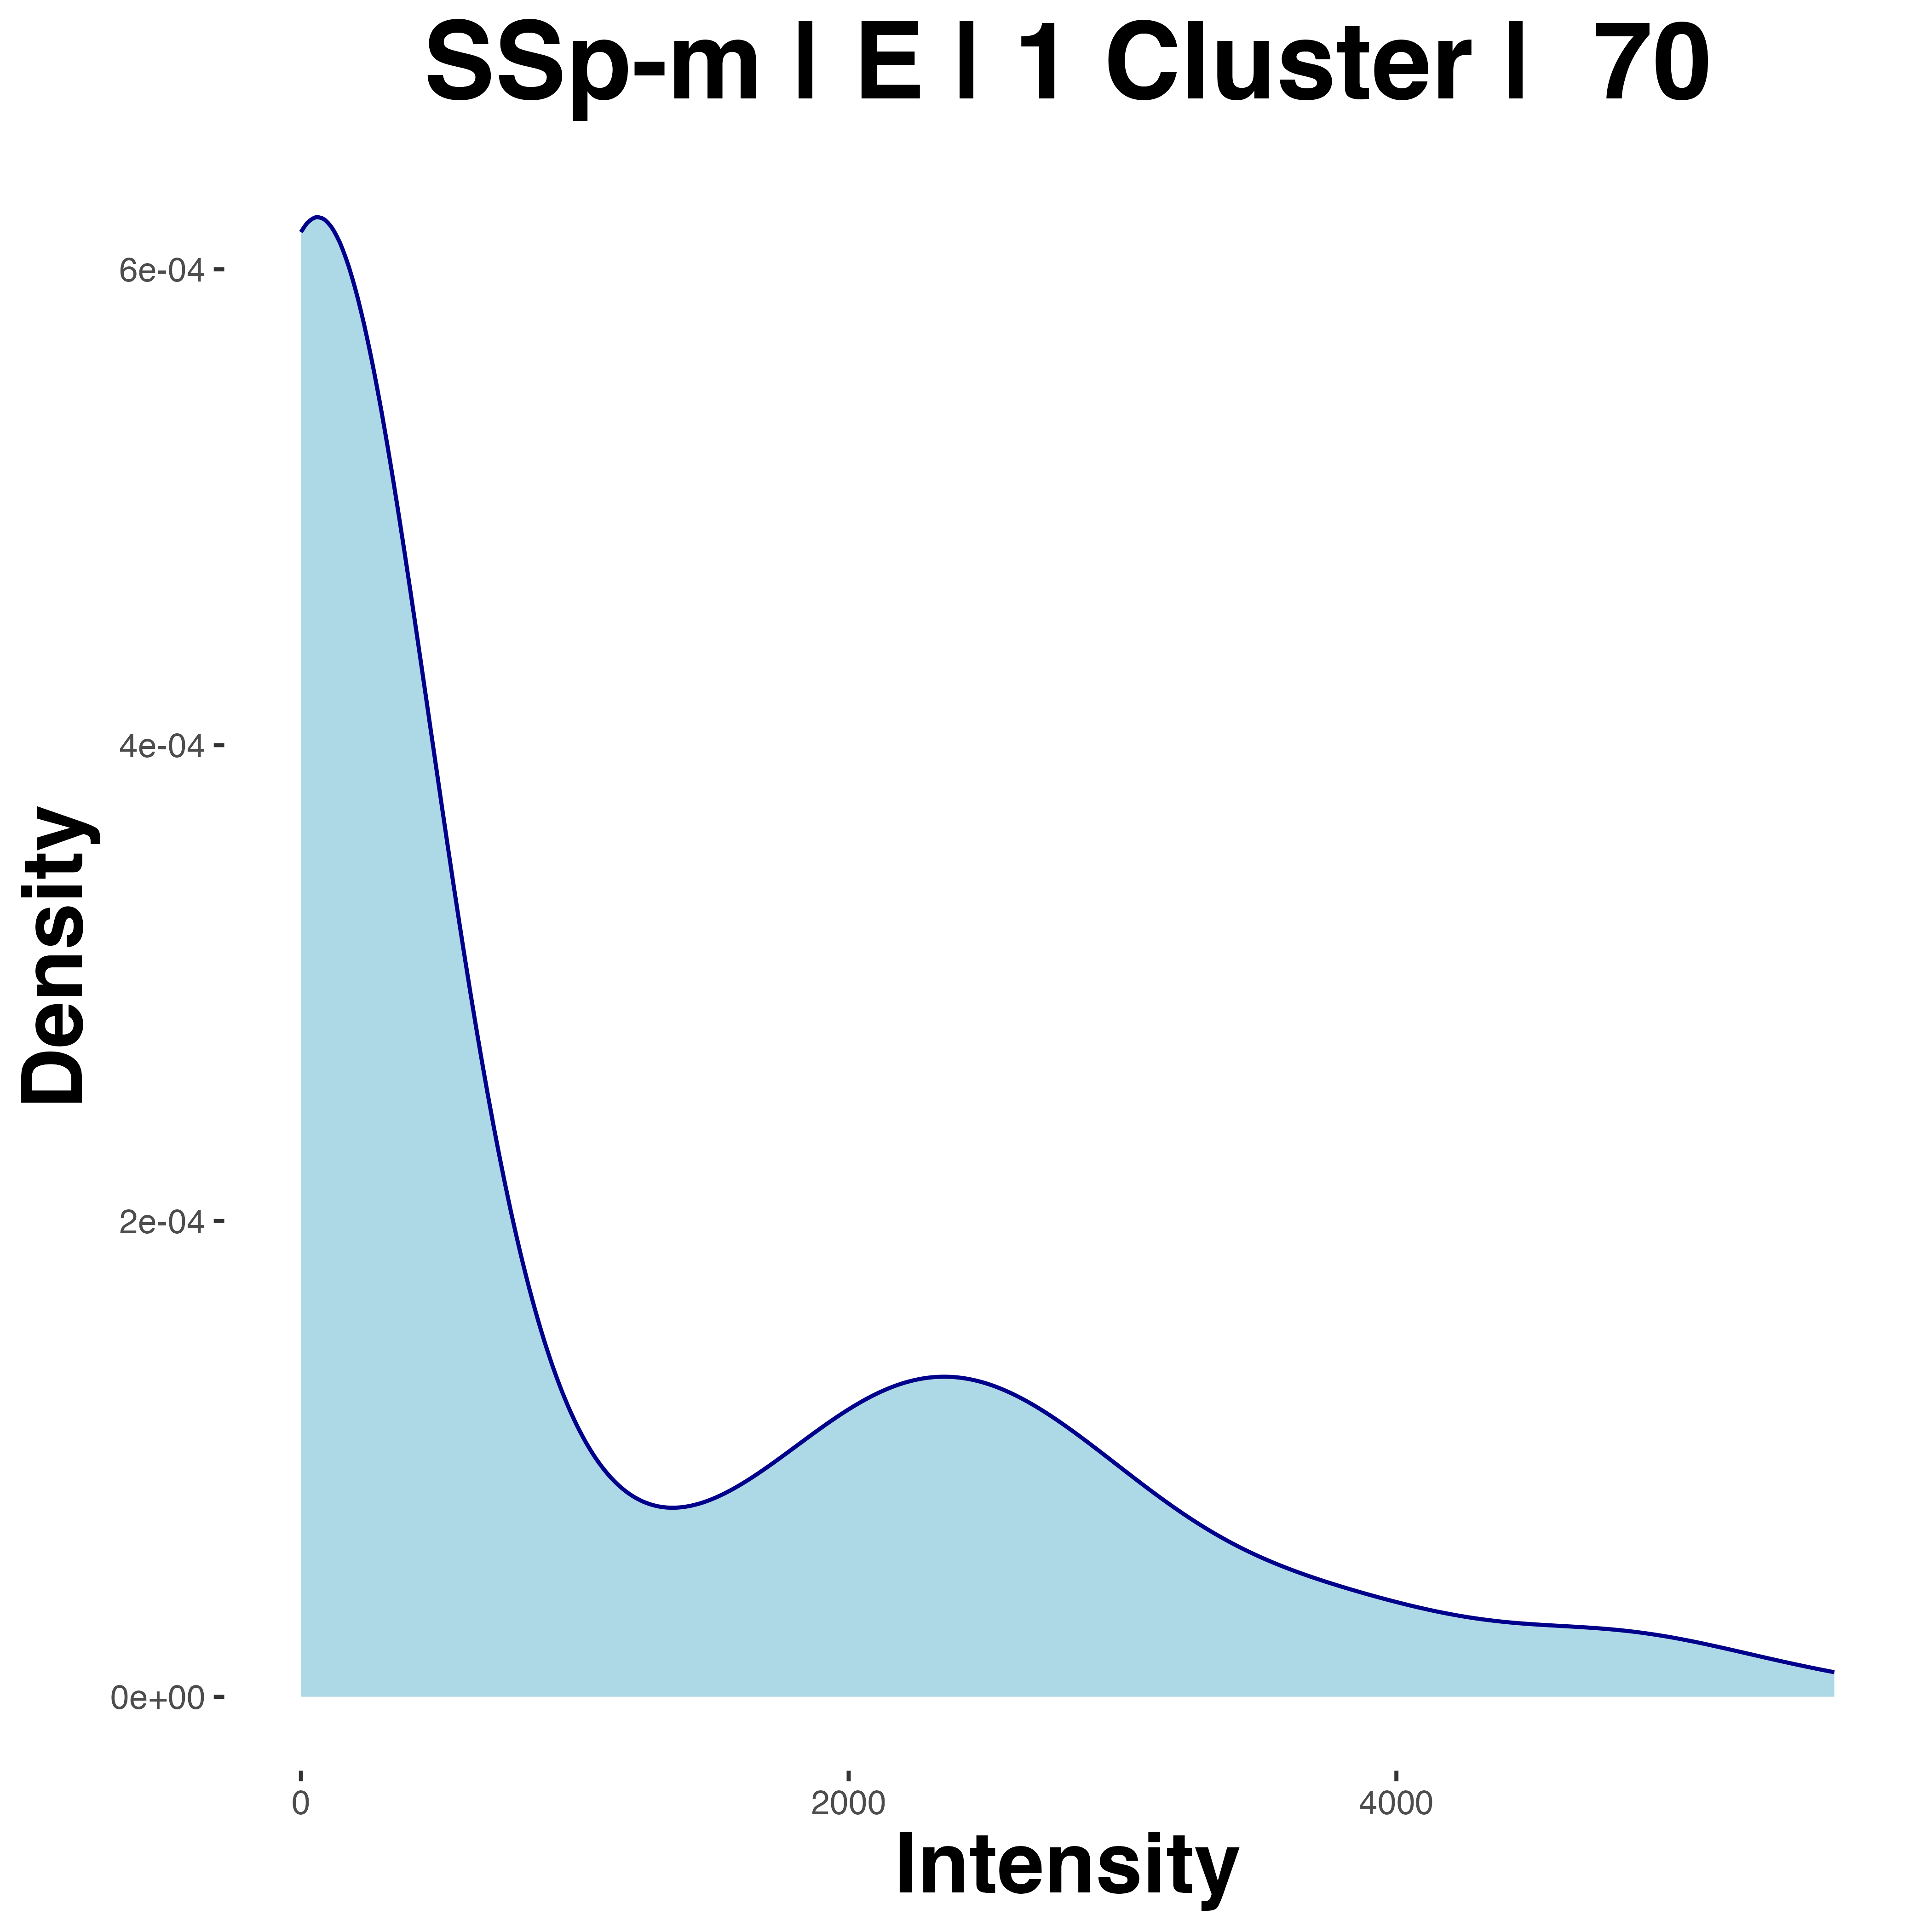 SSp-m | E | 1 Cluster |  70
6e-04
4e-04
2e-04
0e+00
Density
0
2000
4000
Intensity